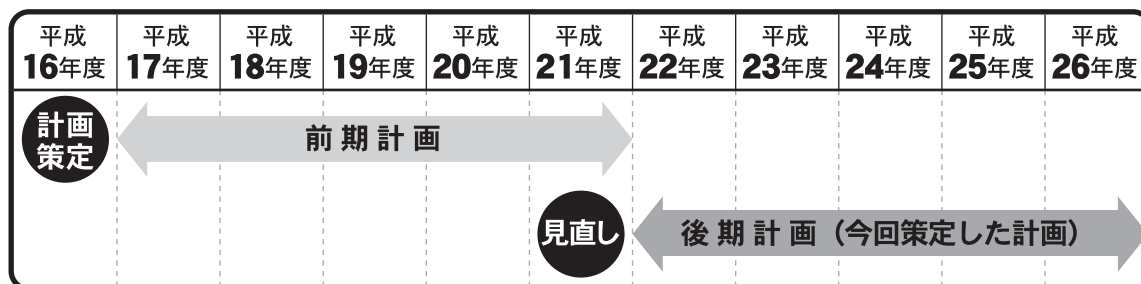 平成 平成 平成 平成 平成 平成 平成 平成 平成 平成 平成
16年度 17年度 18年度 19年度 20年度 21年度 22年度 23年度 24年度 25年度 26年度
計画
策定
前期計画
見直し
後期計画（今回策定した計画）